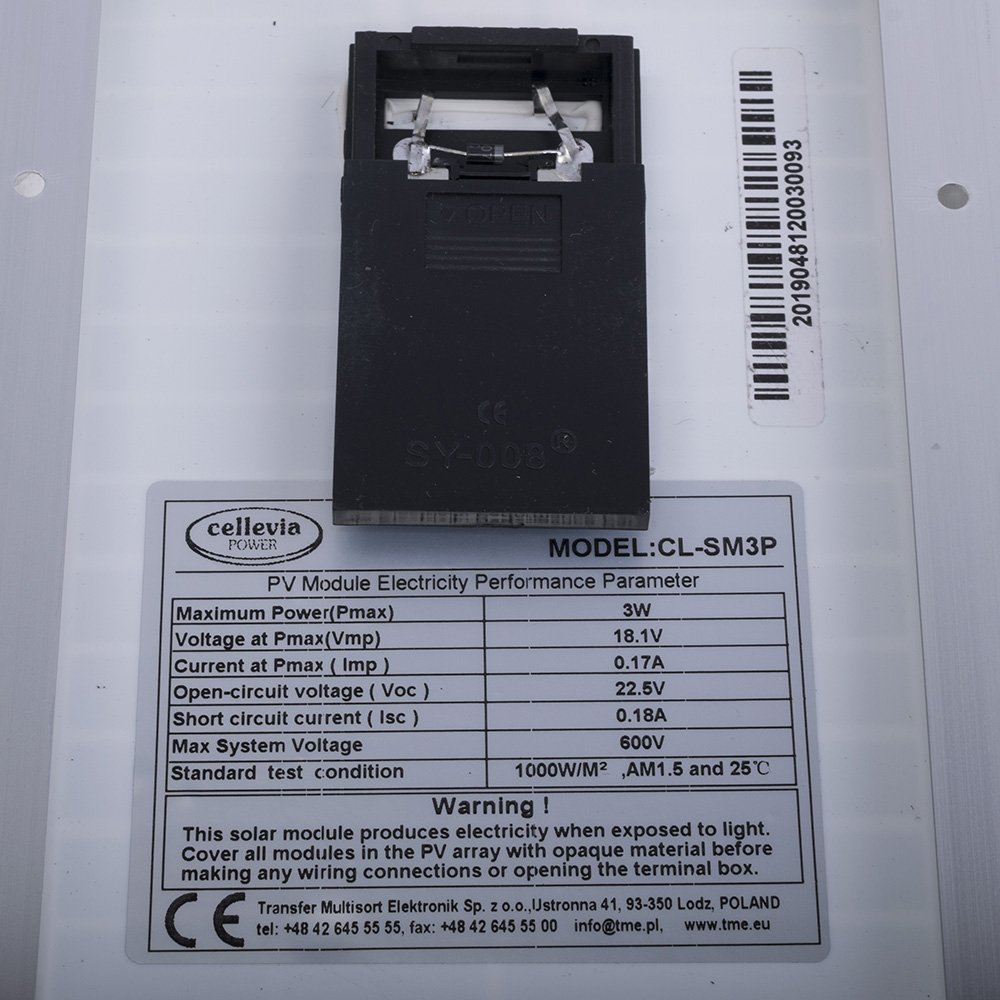 OPEN
CE
SY-008®
2019048120030093
cellevia
POWER
MODEL:CL-SM3P
PV Module Electricity Performance Parameter
Maximum Power(Pmax) 3W
Voltage at Pmax(Vmp) 18.1V
Current at Pmax ( Imp ) 0.17A
Open-circuit voltage ( Voc ) 22.5V
Short circuit current ( Isc ) 0.18A
Max System Voltage 600V
Standard test condition 1000W/M² ,AM1.5 and 25℃
Warning !
This solar module produces electricity when exposed to light.
Cover all modules in the PV array with opaque material before
making any wiring connections or opening the terminal box.
CE
Transfer Multisort Elektronik Sp. z o.o.,Ustronna 41, 93-350 Lodz, POLAND
tel: +48 42 645 55 55, fax: +48 42 645 55 00 info@tme.pl, www.tme.eu